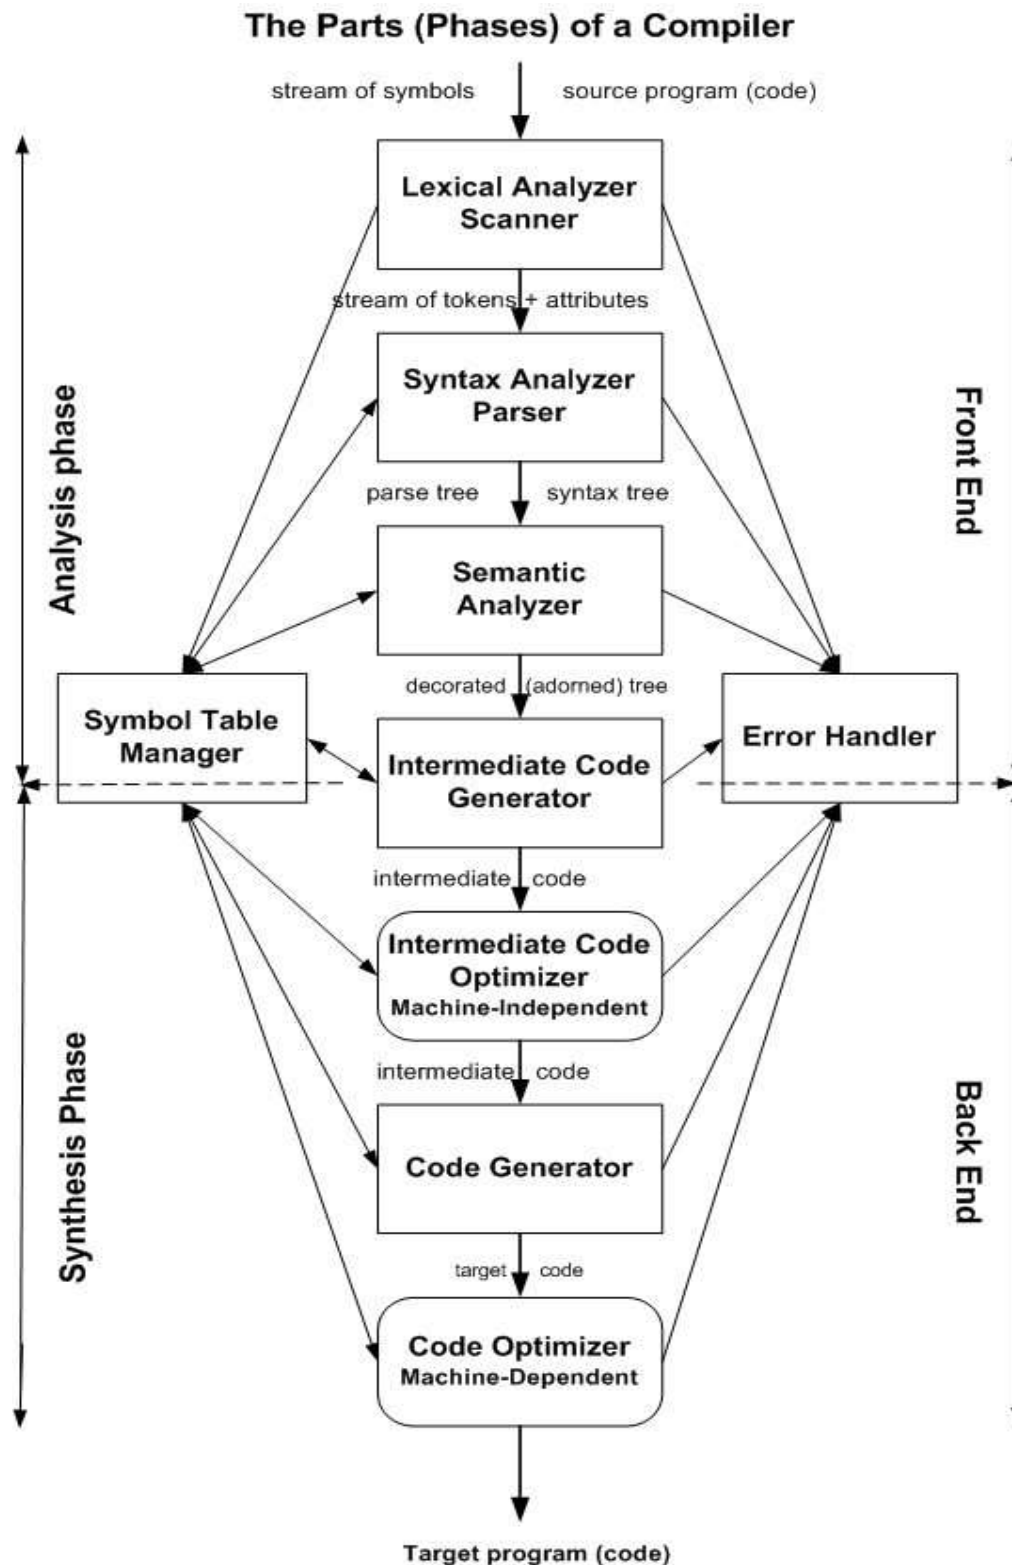 The Parts (Phases) of a Compiler
stream of symbols source program (code)
Lexical Analyzer
Scanner
stream of tokens + attributes
Syntax Analyzer
Parser
Analysis phase
Front End
parse tree syntax tree
Semantic
Analyzer
decorated (adorned) tree
Symbol Table
Manager
Intermediate Code
Generator
Error Handler
intermediate code
Intermediate Code
Optimizer
Machine-Independent
intermediate code
Synthesis Phase
Back End
Code Generator
target code
Code Optimizer
Machine-Dependent
Target program (code)